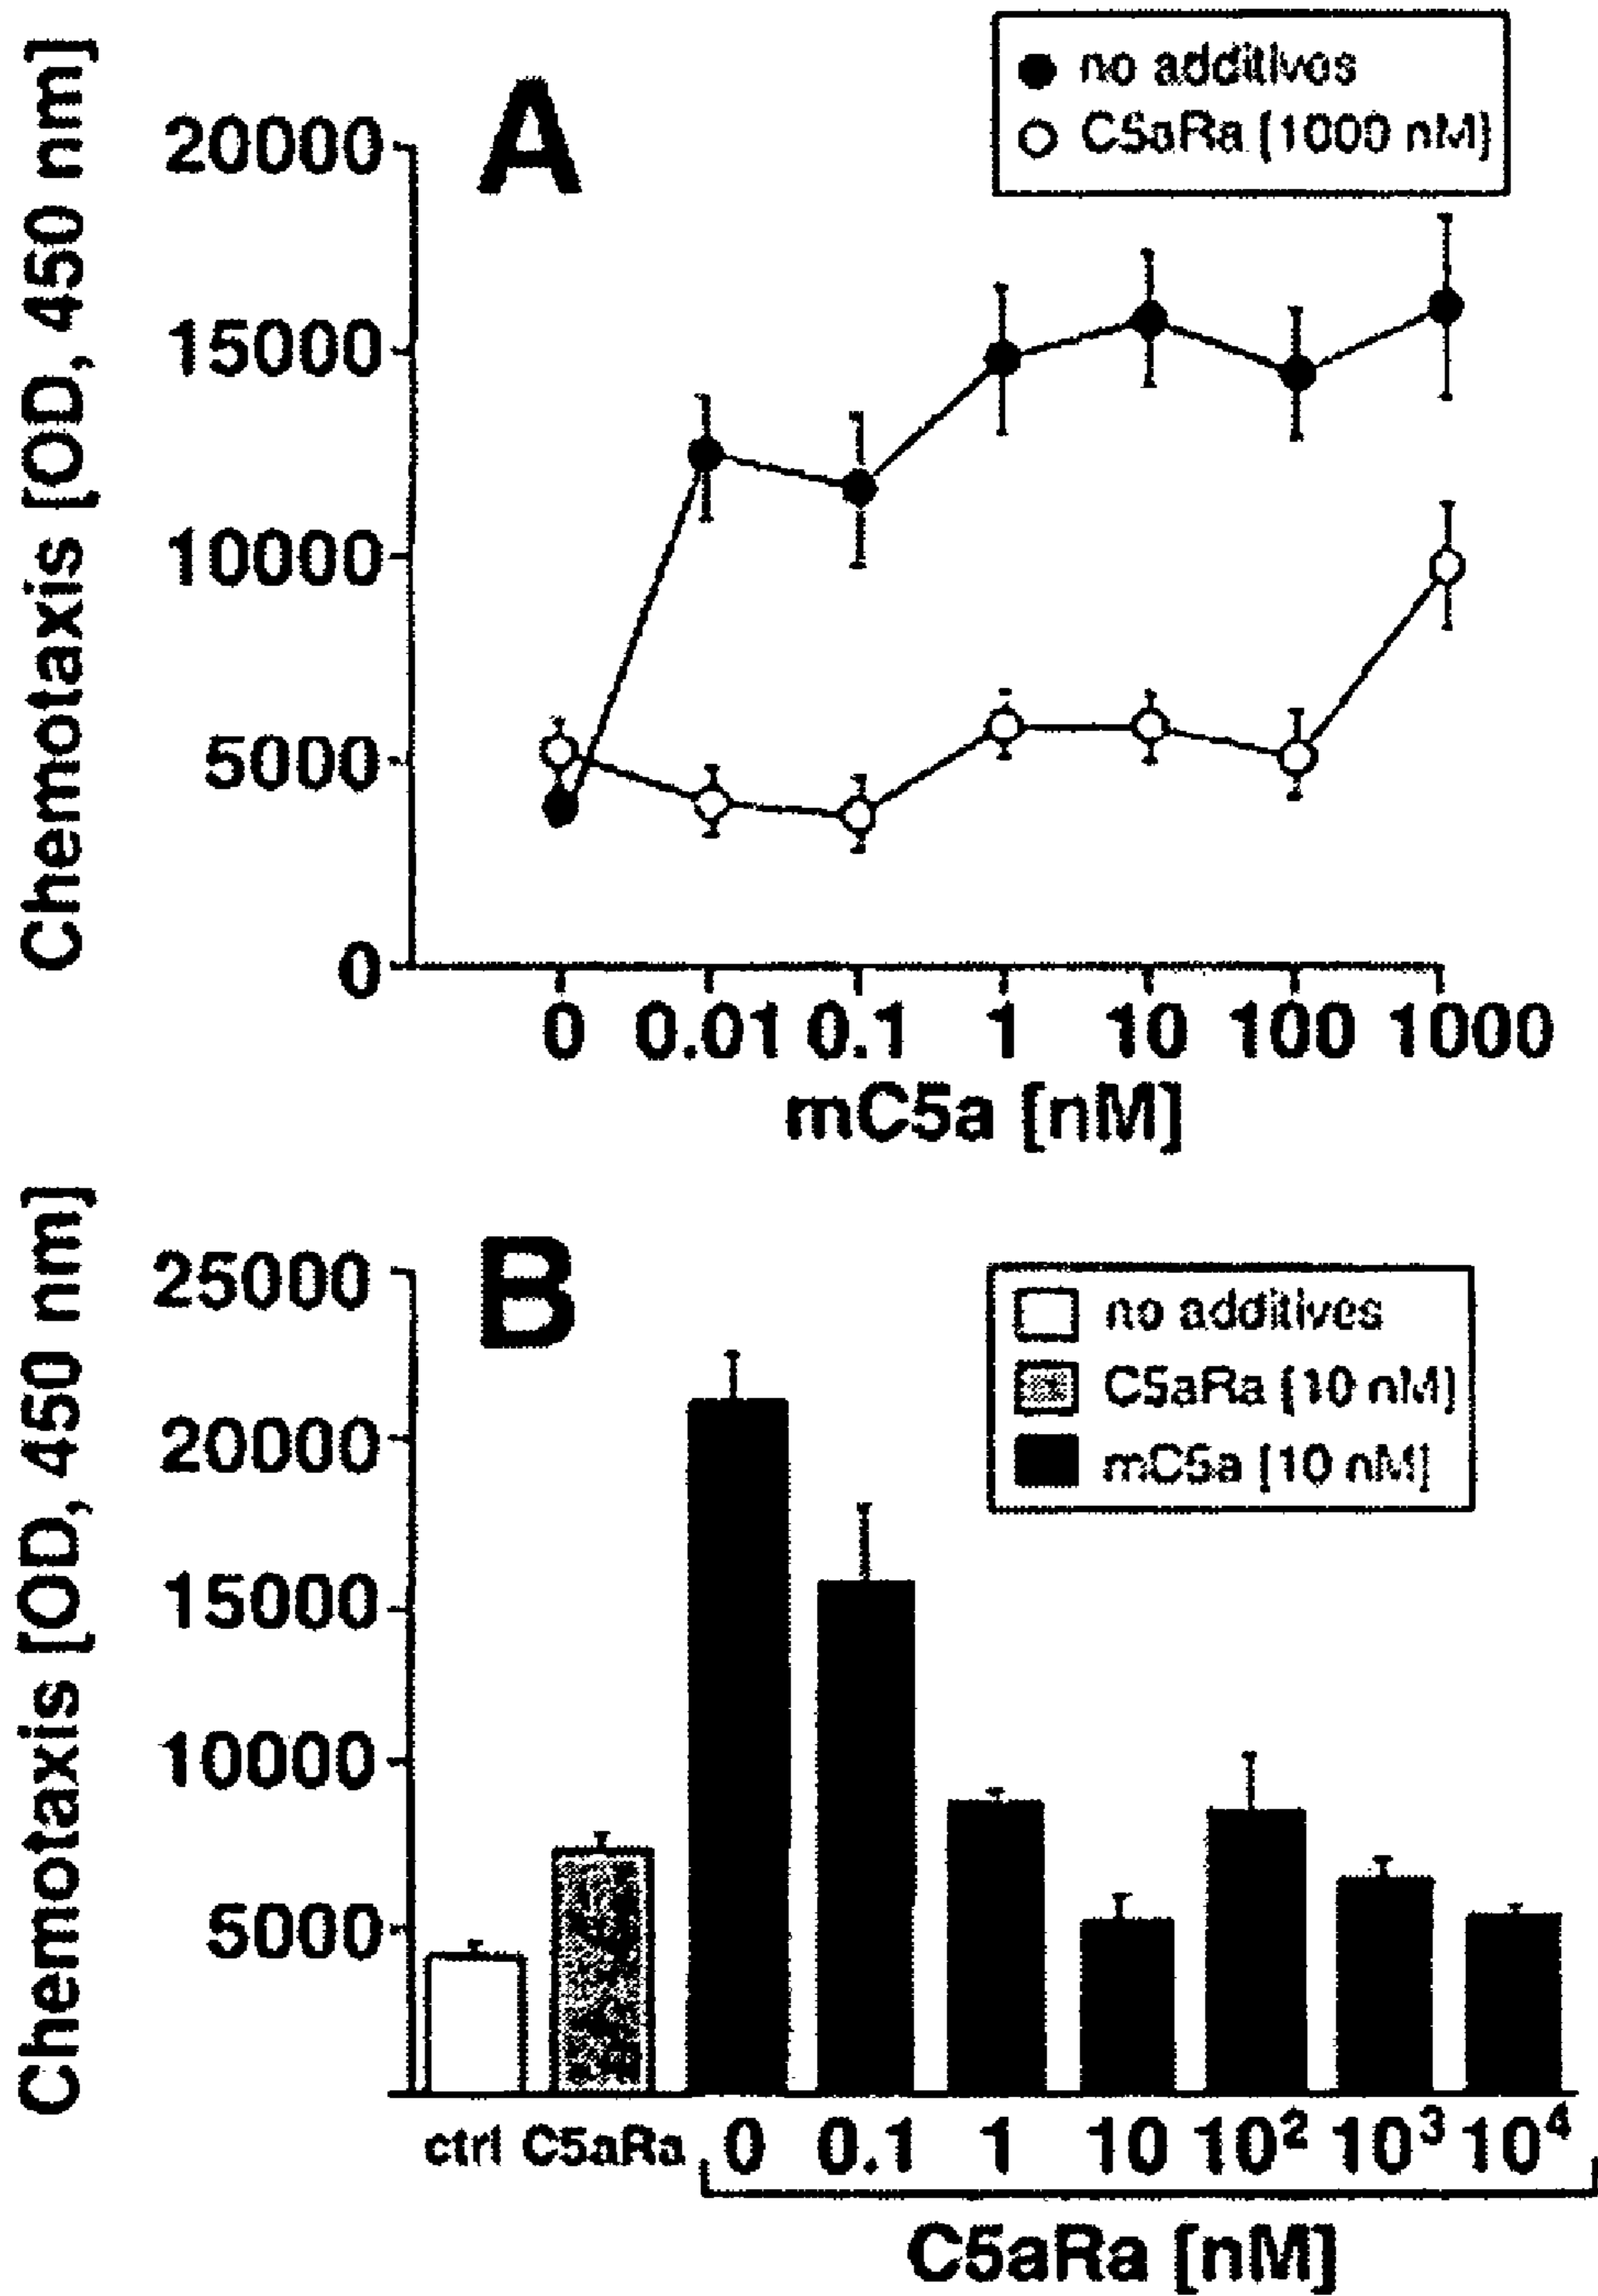 A
no additives
C5aRa [1000 nM]
Chemotaxis [OD, 450 nm]
20000
15000
10000
5000
0
0 0.01 0.1 1 10 100 1000
mC5a [nM]
B
no additives
C5aRa [10 nM]
mC5a [10 nM]
Chemotaxis [OD, 450 nm]
25000
20000
15000
10000
5000
ctrl C5aRa 0 0.1 1 10 10² 10³ 10⁴
C5aRa [nM]